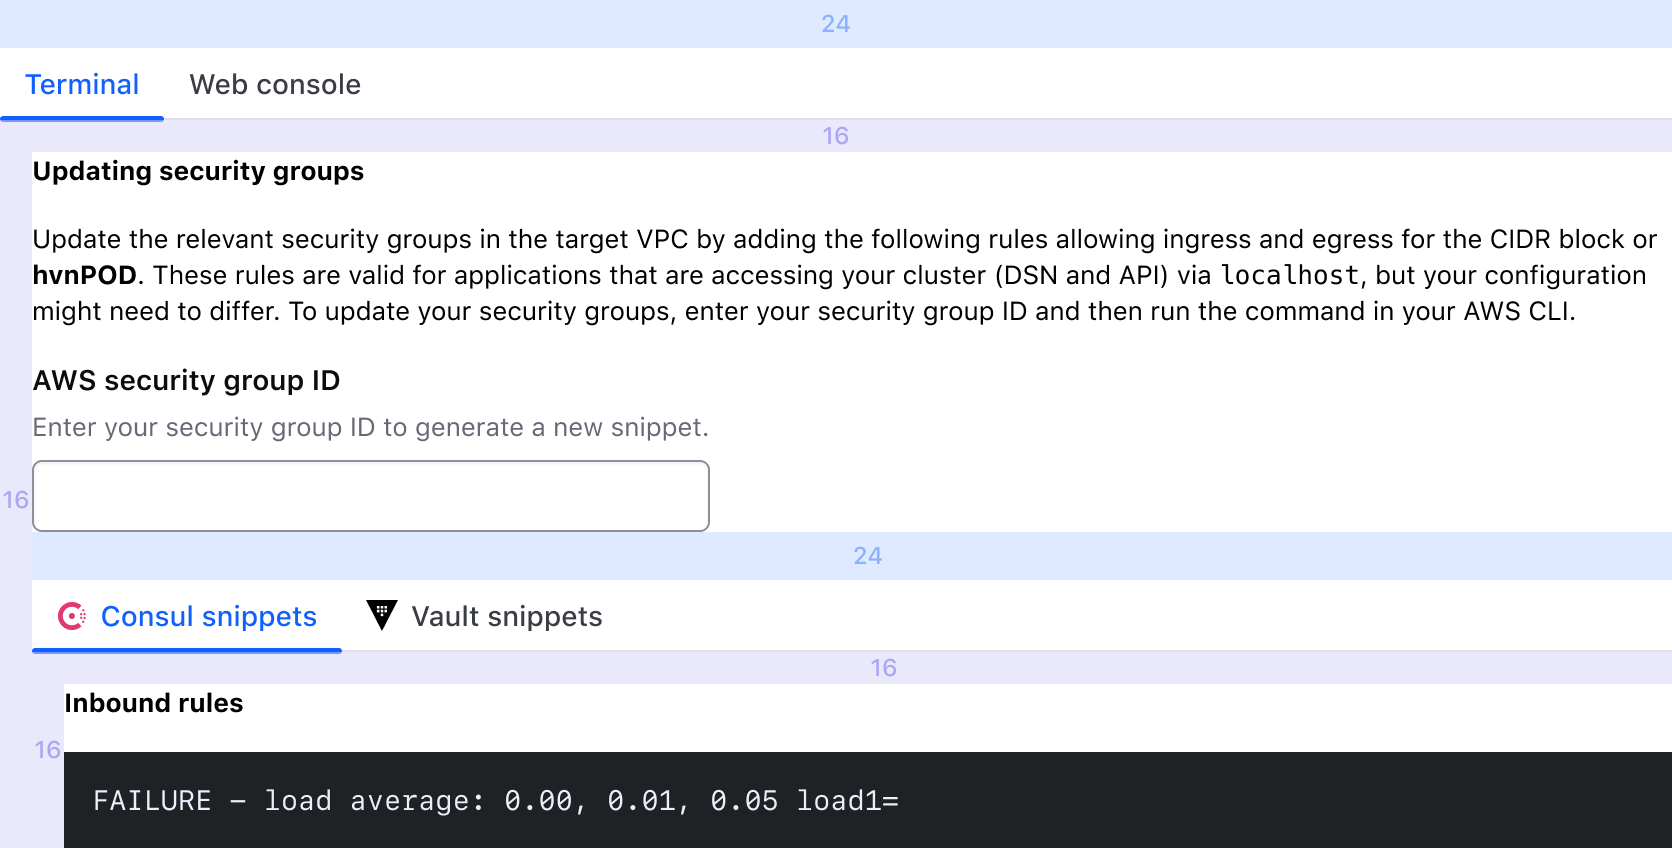 24
Terminal Web console
16
Updating security groups
Update the relevant security groups in the target VPC by adding the following rules allowing ingress and egress for the CIDR block or
hvnPOD. These rules are valid for applications that are accessing your cluster (DSN and API) via localhost, but your configuration
might need to differ. To update your security groups, enter your security group ID and then run the command in your AWS CLI.
AWS security group ID
Enter your security group ID to generate a new snippet.
16
24
Consul snippets Vault snippets
16
Inbound rules
16
FAILURE – load average: 0.00, 0.01, 0.05 load1=